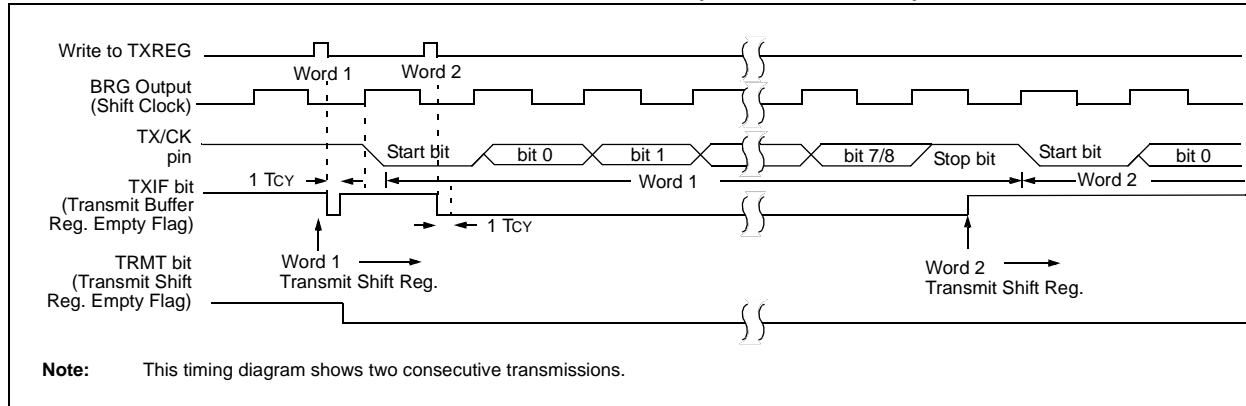 Write to TXREG
Word 1 Word 2
BRG Output
(Shift Clock)
TX/CK
pin
Start bit bit 0 bit 1 bit 7/8 Stop bit Start bit bit 0
1 TCY
Word 1 Word 2
TXIF bit
(Transmit Buffer
Reg. Empty Flag)
1 TCY
Word 1
Transmit Shift Reg.
Word 2
Transmit Shift Reg.
TRMT bit
(Transmit Shift
Reg. Empty Flag)
Note: This timing diagram shows two consecutive transmissions.